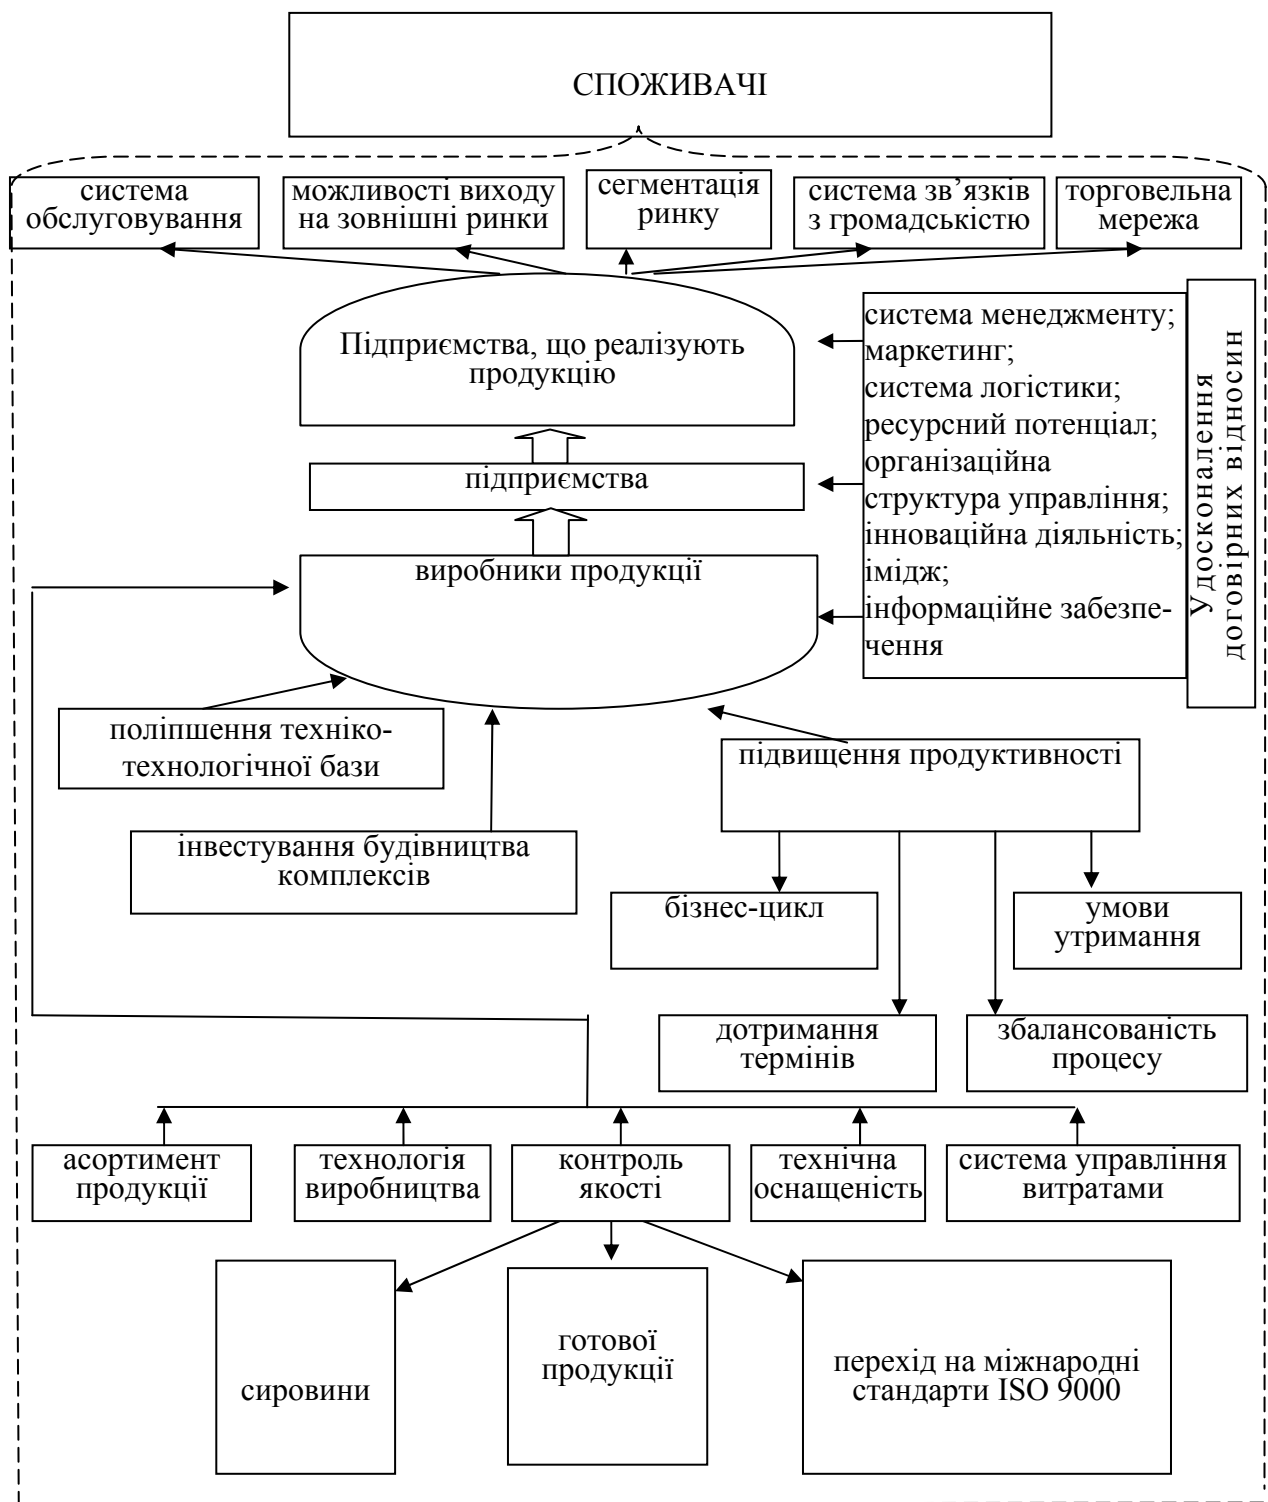 СПОЖИВАЧІ
система
обслуговування
можливості виходу
на зовнішні ринки
сегментація
ринку
система зв’язків
з громадськістю
торговельна
мережа
Підприємства, що реалізують
продукцію
система менеджменту;
маркетинг;
система логістики;
ресурсний потенціал;
організаційна
структура управління;
інноваційна діяльність;
імідж;
інформаційне забезпе-
чення
Удосконалення
договірних відносин
підприємства
виробники продукції
поліпшення техніко-
технологічної бази
підвищення продуктивності
інвестування будівництва
комплексів
бізнес-цикл
умови
утримання
дотримання
термінів
збалансованість
процесу
асортимент
продукції
технологія
виробництва
контроль
якості
технічна
оснащеність
система управління
витратами
сировини
готової
продукції
перехід на міжнародні
стандарти ISO 9000